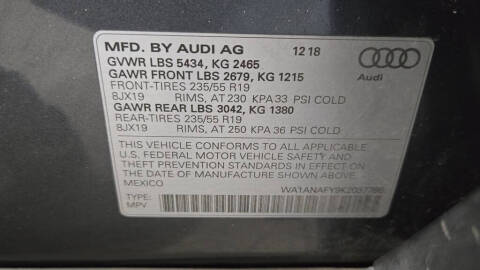 MFD. BY AUDI AG 12 18
GVWR LBS 5434, KG 2465
GAWR FRONT LBS 2679, KG 1215
FRONT-TIRES 235/55 R19
8JX19 RIMS, AT 230 KPA 33 PSI COLD
GAWR REAR LBS 3042, KG 1380
REAR-TIRES 235/55 R19
8JX19 RIMS, AT 250 KPA 36 PSI COLD
Audi
THIS VEHICLE CONFORMS TO ALL APPLICABLE
U.S. FEDERAL MOTOR VEHICLE SAFETY AND
THEFT PREVENTION STANDARDS IN EFFECT ON
THE DATE OF MANUFACTURE SHOWN ABOVE.
MEXICO
TYPE:
MPV